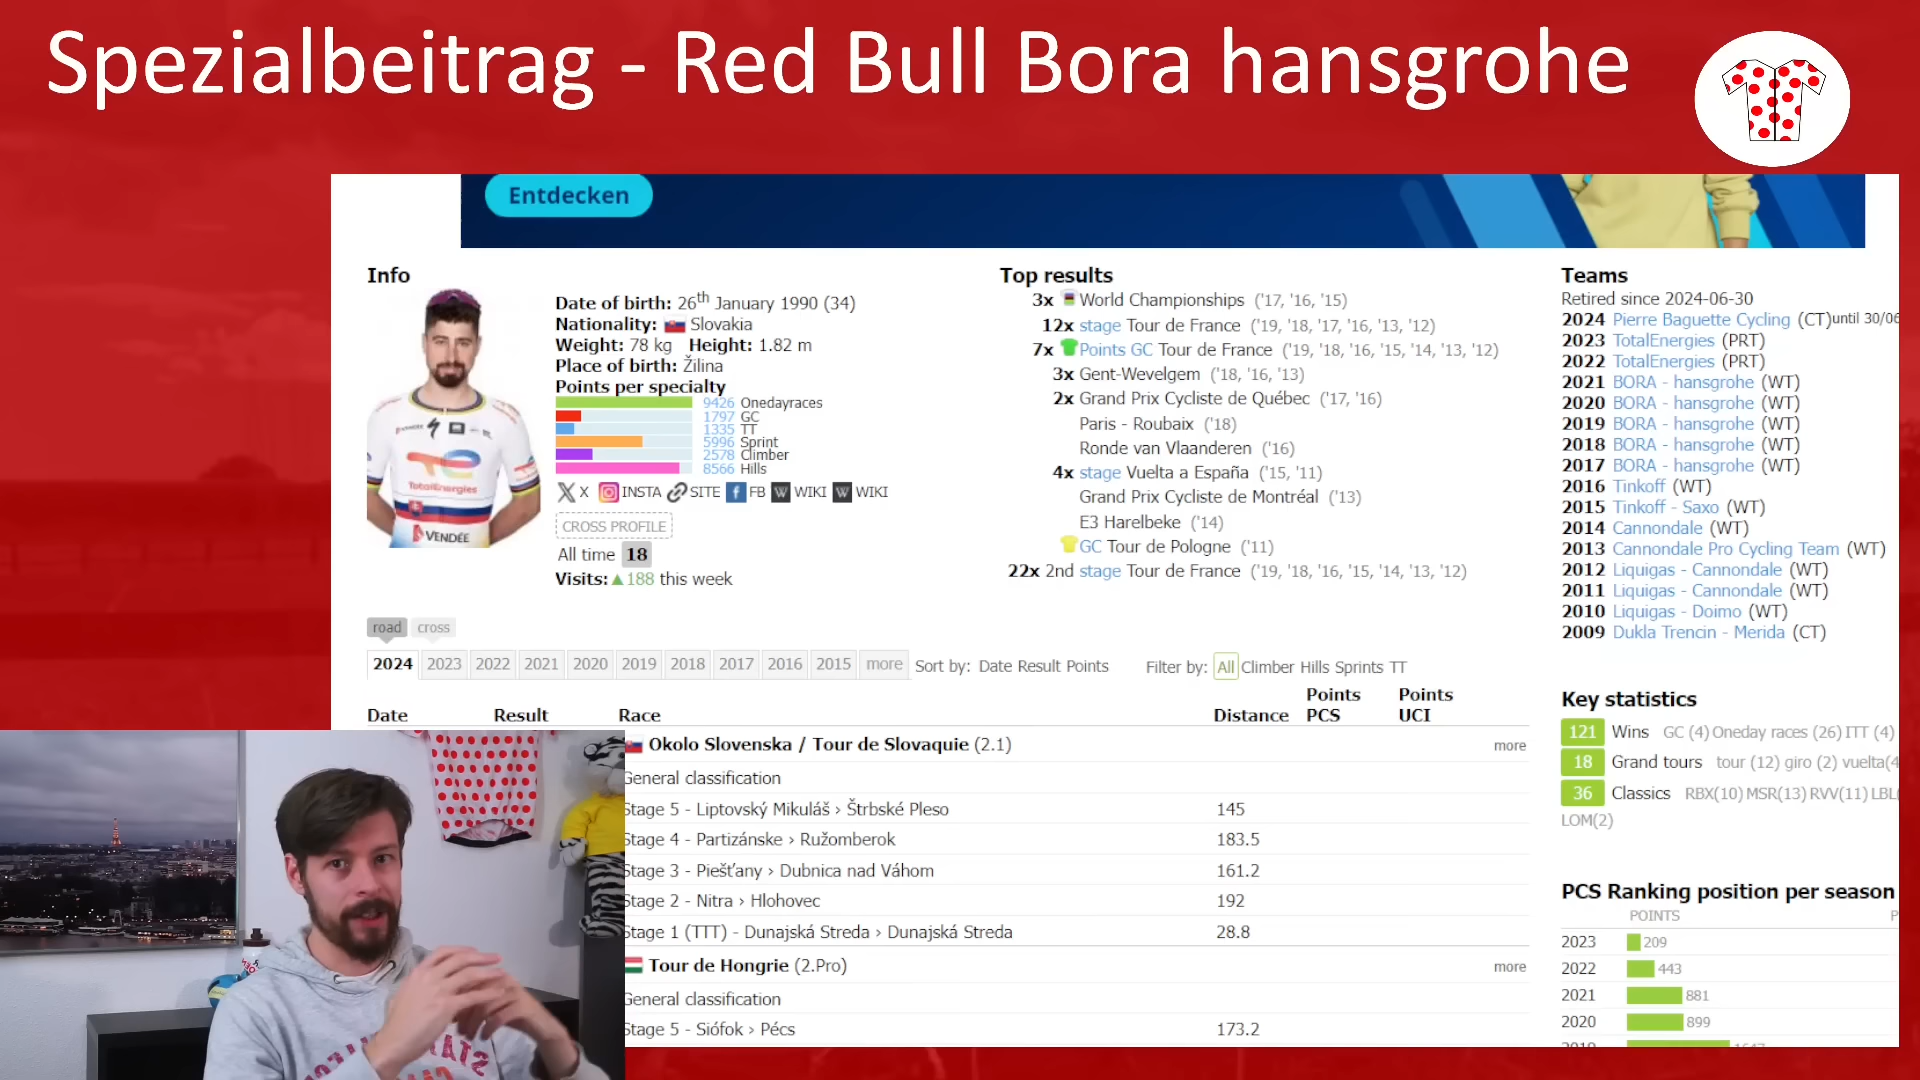 Spezialbeitrag - Red Bull Bora hansgrohe
Entdecken
Info
Date of birth: 26th January 1990 (34)
Nationality: Slovakia
Weight: 78 kg Height: 1.82 m
Place of birth: Žilina
Points per specialty
9426 Onedayraces
1797 GC
1335 TT
5996 Sprint
2578 Climber
8566 Hills
X INSTA SITE FB WIKI WIKI
CROSS PROFILE
All time 18
Visits: 188 this week
TotalEnergies
VENDÉE
Top results
3x World Championships ('17, '16, '15)
12x stage Tour de France ('19, '18, '17, '16, '13, '12)
7x Points GC Tour de France ('19, '18, '16, '15, '14, '13, '12)
3x Gent-Wevelgem ('18, '16, '13)
2x Grand Prix Cycliste de Québec ('17, '16)
Paris - Roubaix ('18)
Ronde van Vlaanderen ('16)
4x stage Vuelta a España ('15, '11)
Grand Prix Cycliste de Montréal ('13)
E3 Harelbeke ('14)
GC Tour de Pologne ('11)
22x 2nd stage Tour de France ('19, '18, '16, '15, '14, '13, '12)
Teams
Retired since 2024-06-30
2024 Pierre Baguette Cycling (CT)until 30/06
2023 TotalEnergies (PRT)
2022 TotalEnergies (PRT)
2021 BORA - hansgrohe (WT)
2020 BORA - hansgrohe (WT)
2019 BORA - hansgrohe (WT)
2018 BORA - hansgrohe (WT)
2017 BORA - hansgrohe (WT)
2016 Tinkoff (WT)
2015 Tinkoff - Saxo (WT)
2014 Cannondale (WT)
2013 Cannondale Pro Cycling Team (WT)
2012 Liquigas - Cannondale (WT)
2011 Liquigas - Cannondale (WT)
2010 Liquigas - Doimo (WT)
2009 Dukla Trencin - Merida (CT)
road cross
2024 2023 2022 2021 2020 2019 2018 2017 2016 2015 more Sort by: Date Result Points Filter by: All Climber Hills Sprints TT
Date Result Race Distance Points PCS Points UCI
Okolo Slovenska / Tour de Slovaquie (2.1) more
General classification
Stage 5 - Liptovský Mikuláš › Štrbské Pleso 145
Stage 4 - Partizánske › Ružomberok 183.5
Stage 3 - Piešťany › Dubnica nad Váhom 161.2
Stage 2 - Nitra › Hlohovec 192
Stage 1 (TTT) - Dunajská Streda › Dunajská Streda 28.8
Tour de Hongrie (2.Pro) more
General classification
Stage 5 - Siófok › Pécs 173.2
Key statistics
121 Wins GC (4) Oneday races (26) ITT (4)
18 Grand tours tour (12) giro (2) vuelta(4
36 Classics RBX(10) MSR(13) RVV(11) LBL(
LOM(2)
PCS Ranking position per season
POINTS
2023 209
2022 443
2021 881
2020 899